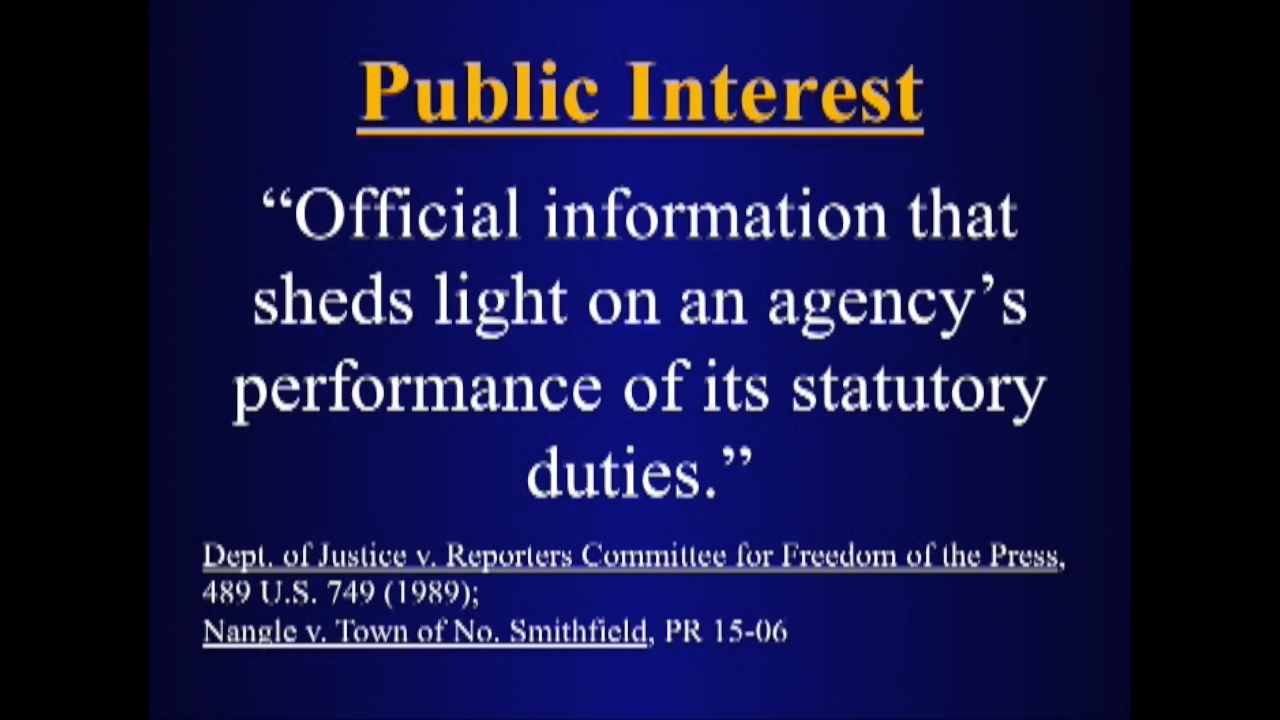 Public Interest
“Official information that
sheds light on an agency’s
performance of its statutory
duties.”
Dept. of Justice v. Reporters Committee for Freedom of the Press,
489 U.S. 749 (1989);
Nangle v. Town of No. Smithfield, PR 15-06